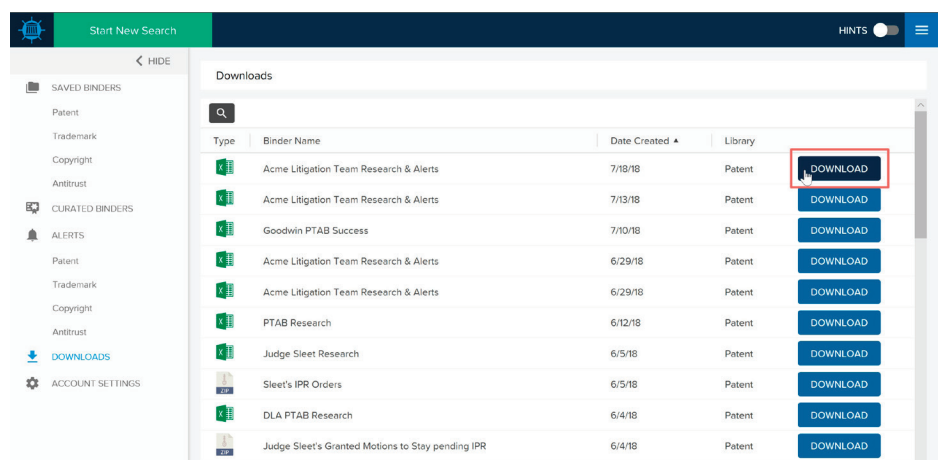 Start New Search
HINTS
HIDE
SAVED BINDERS
Patent
Trademark
Copyright
Antitrust
CURATED BINDERS
ALERTS
Patent
Trademark
Copyright
Antitrust
DOWNLOADS
ACCOUNT SETTINGS
Downloads
Type Binder Name Date Created ▲ Library
Acme Litigation Team Research & Alerts 7/18/18 Patent DOWNLOAD
Acme Litigation Team Research & Alerts 7/13/18 Patent DOWNLOAD
Goodwin PTAB Success 7/10/18 Patent DOWNLOAD
Acme Litigation Team Research & Alerts 6/29/18 Patent DOWNLOAD
Acme Litigation Team Research & Alerts 6/29/18 Patent DOWNLOAD
PTAB Research 6/12/18 Patent DOWNLOAD
Judge Sleet Research 6/5/18 Patent DOWNLOAD
ZIP Sleet's IPR Orders 6/5/18 Patent DOWNLOAD
DLA PTAB Research 6/4/18 Patent DOWNLOAD
ZIP Judge Sleet's Granted Motions to Stay pending IPR 6/4/18 Patent DOWNLOAD